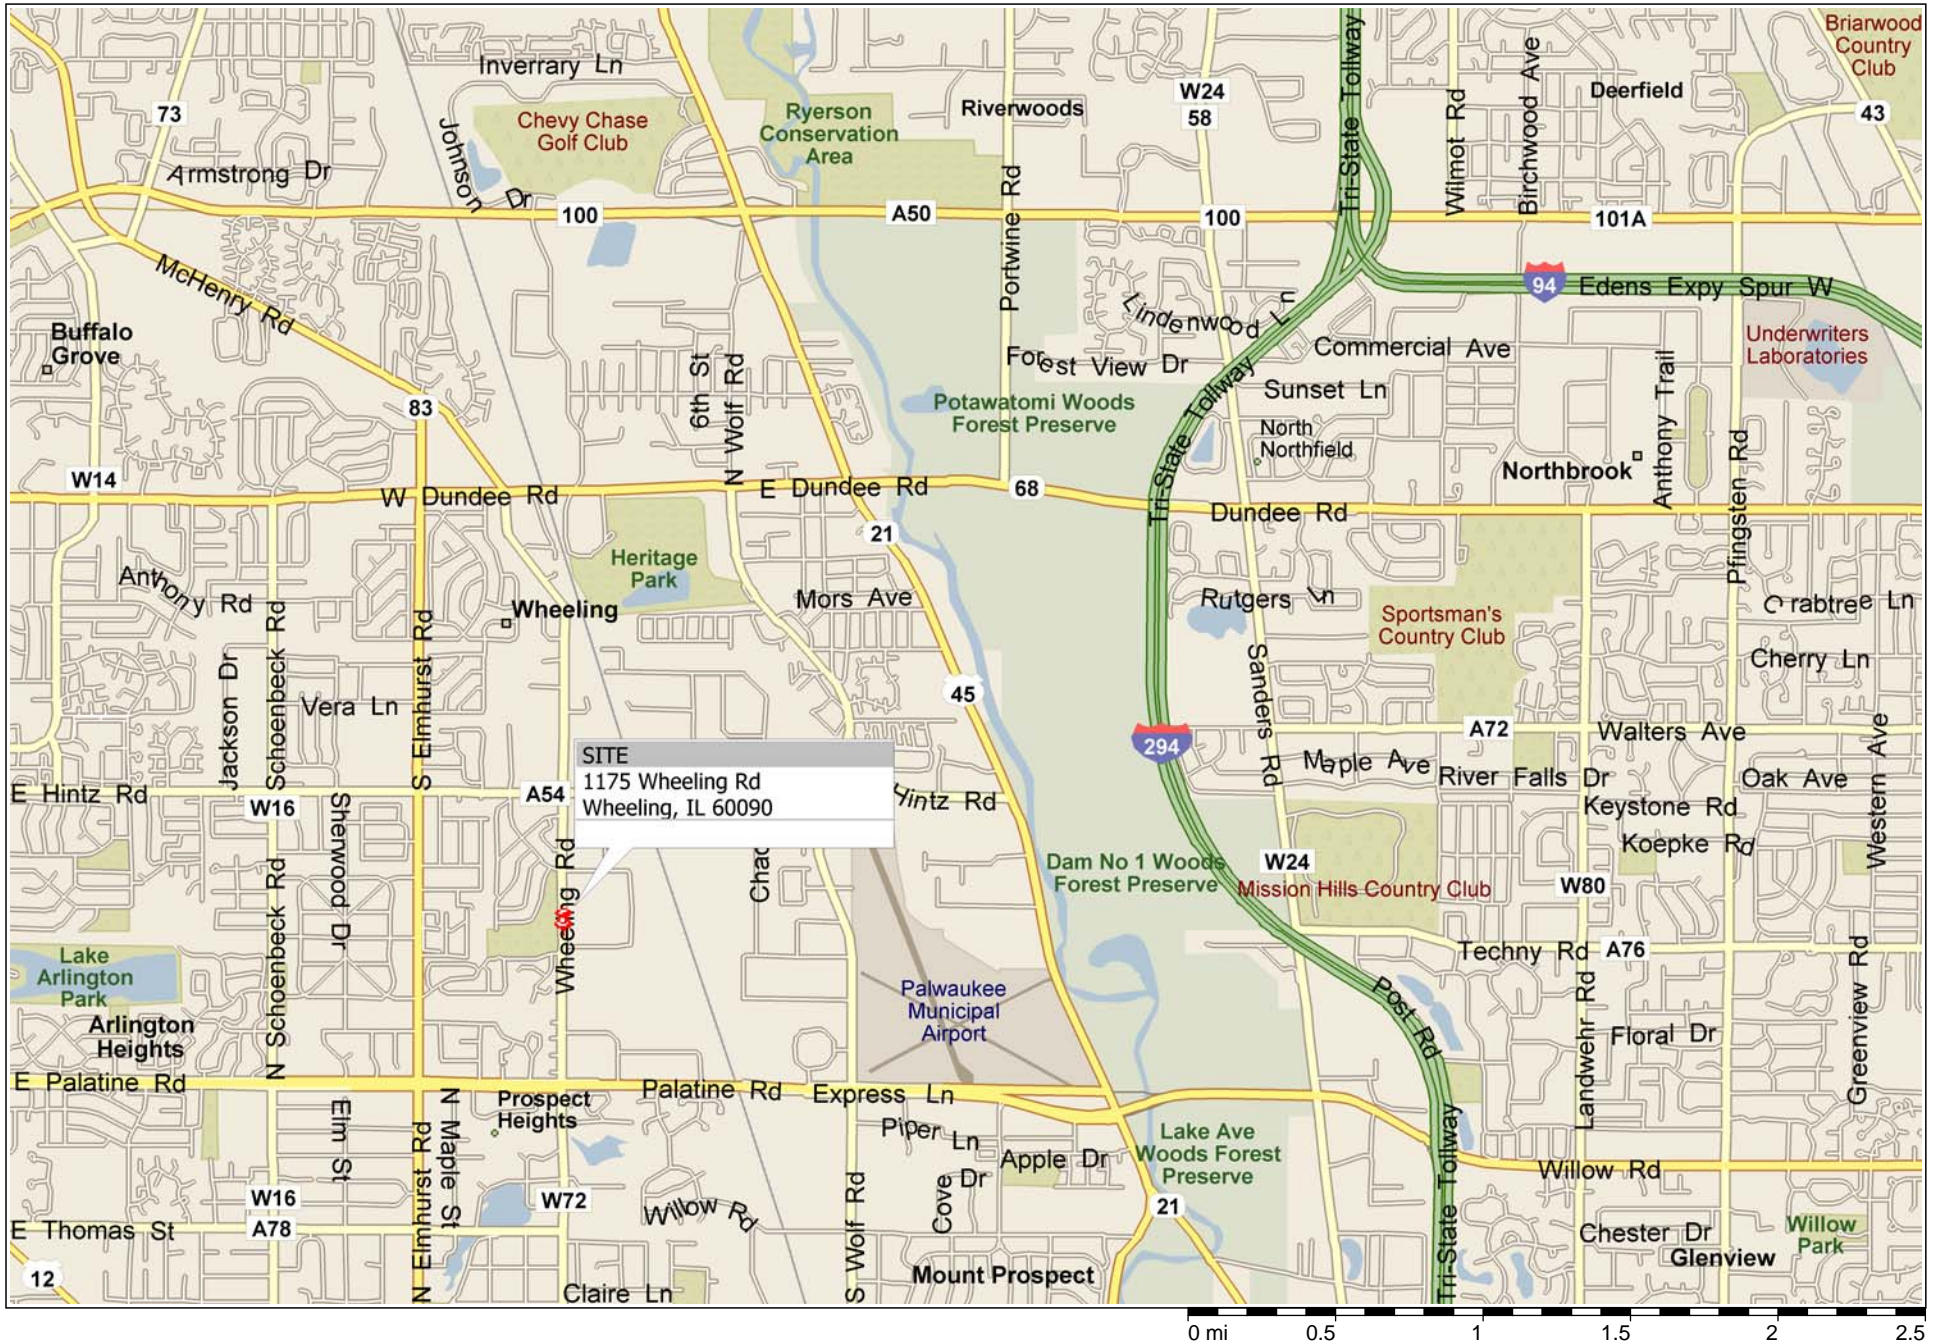 Briarwood
Country
Club
Inverrary Ln
Tri-State Tollway
Wilmot Rd
Birchwood Ave
Deerfield
W24
58
73
Chevy Chase
Golf Club
Ryerson
Conservation
Area
Riverwoods
43
Johnson Dr
Armstrong Dr
100
A50
Portwine Rd
100
101A
McHenry Rd
94
Edens Expy Spur W
Lindenwood Ln
Buffalo
Grove
Underwriters
Laboratories
6th St
N Wolf Rd
Forest View Dr
Commercial Ave
Tri-State Tollway
Sunset Ln
Anthony Trail
83
Potawatomi Woods
Forest Preserve
North
Northfield
Northbrook
Pfingsten Rd
W14
W Dundee Rd
E Dundee Rd
68
Dundee Rd
21
Heritage
Park
Anthony Rd
Wheeling
Mors Ave
Rutgers Ln
Sportsman's
Country Club
Crabtree Ln
Cherry Ln
Jackson Dr
Schoenbeck Rd
Vera Ln
S Elmhurst Rd
45
Sanders Rd
A72
Walters Ave
294
Maple Ave
River Falls Dr
Oak Ave
Western Ave
SITE
1175 Wheeling Rd
Wheeling, IL 60090
E Hintz Rd
W16
A54
Hintz Rd
Keystone Rd
Koepke Rd
Sherwood Dr
Chad
Dam No 1 Woods
Forest Preserve
W24
Mission Hills Country Club
W80
N Schoenbeck Rd
Wheeling Rd
Techny Rd
A76
Lake
Arlington
Park
Arlington
Heights
Palwaukee
Municipal
Airport
Post Rd
Landwehr Rd
Floral Dr
Greenview Rd
E Palatine Rd
Palatine Rd
Express Ln
N Maple St
Prospect
Heights
Elm St
N Elmhurst Rd
Piper Ln
Apple Dr
Lake Ave
Woods Forest
Preserve
Tri-State Tollway
Willow Rd
W16
W72
Willow Rd
S Wolf Rd
Cove Dr
21
E Thomas St
A78
Chester Dr
Glenview
Willow
Park
12
Claire Ln
Mount Prospect
0 mi 0.5 1 1.5 2 2.5